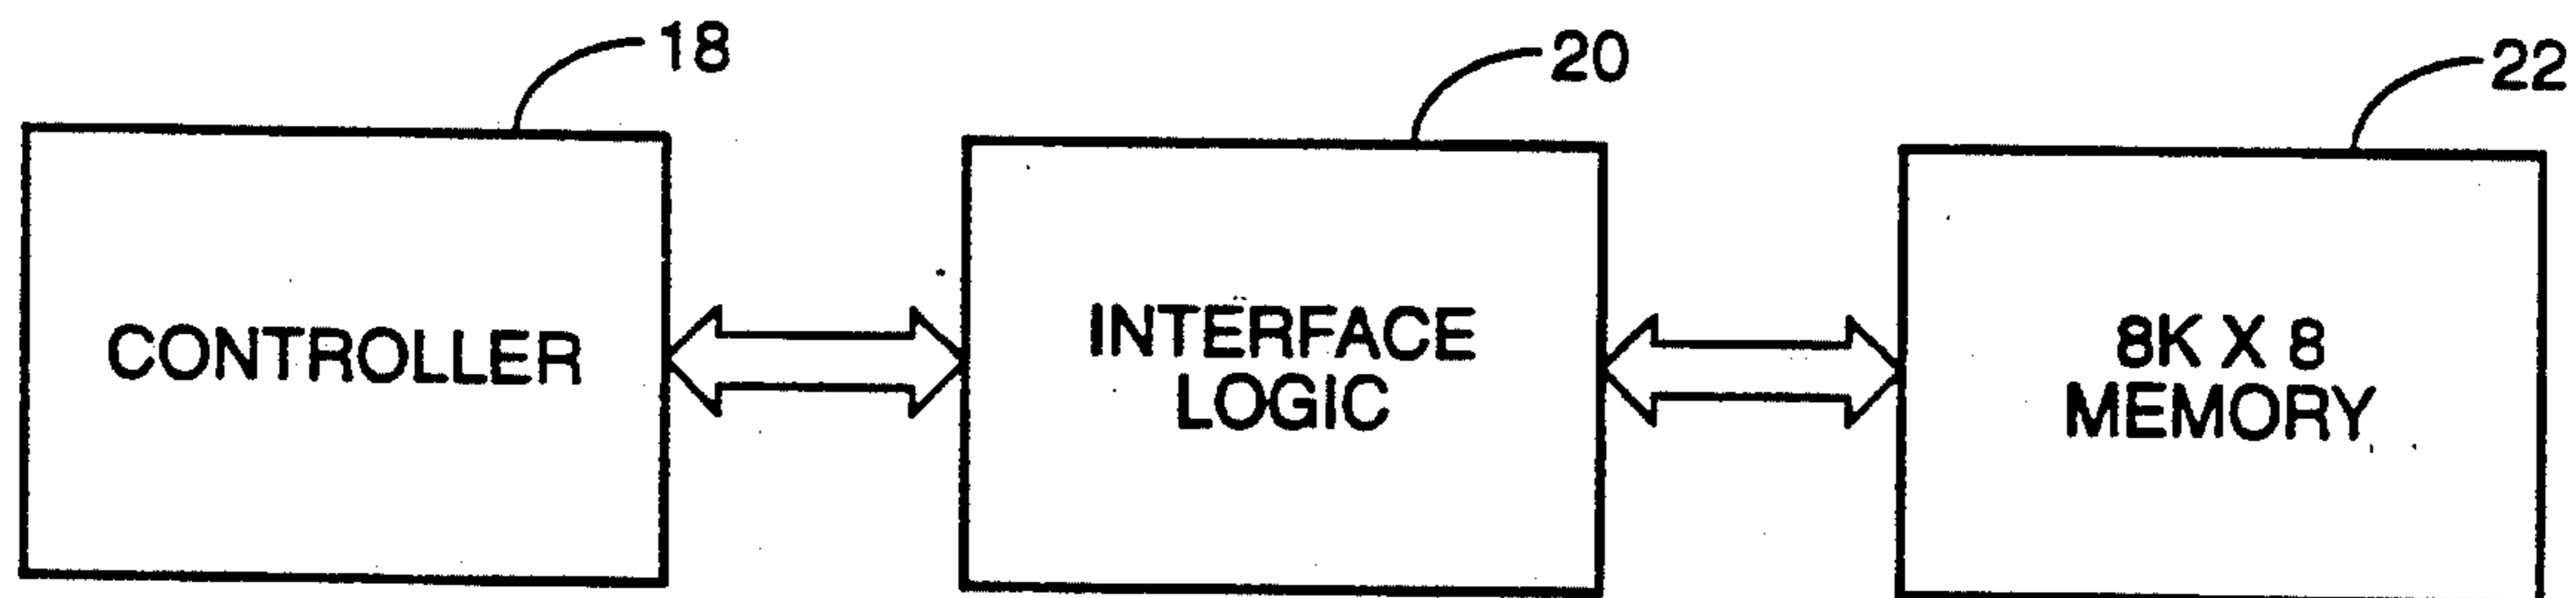 18
20
22
CONTROLLER
INTERFACE
LOGIC
8K X 8
MEMORY